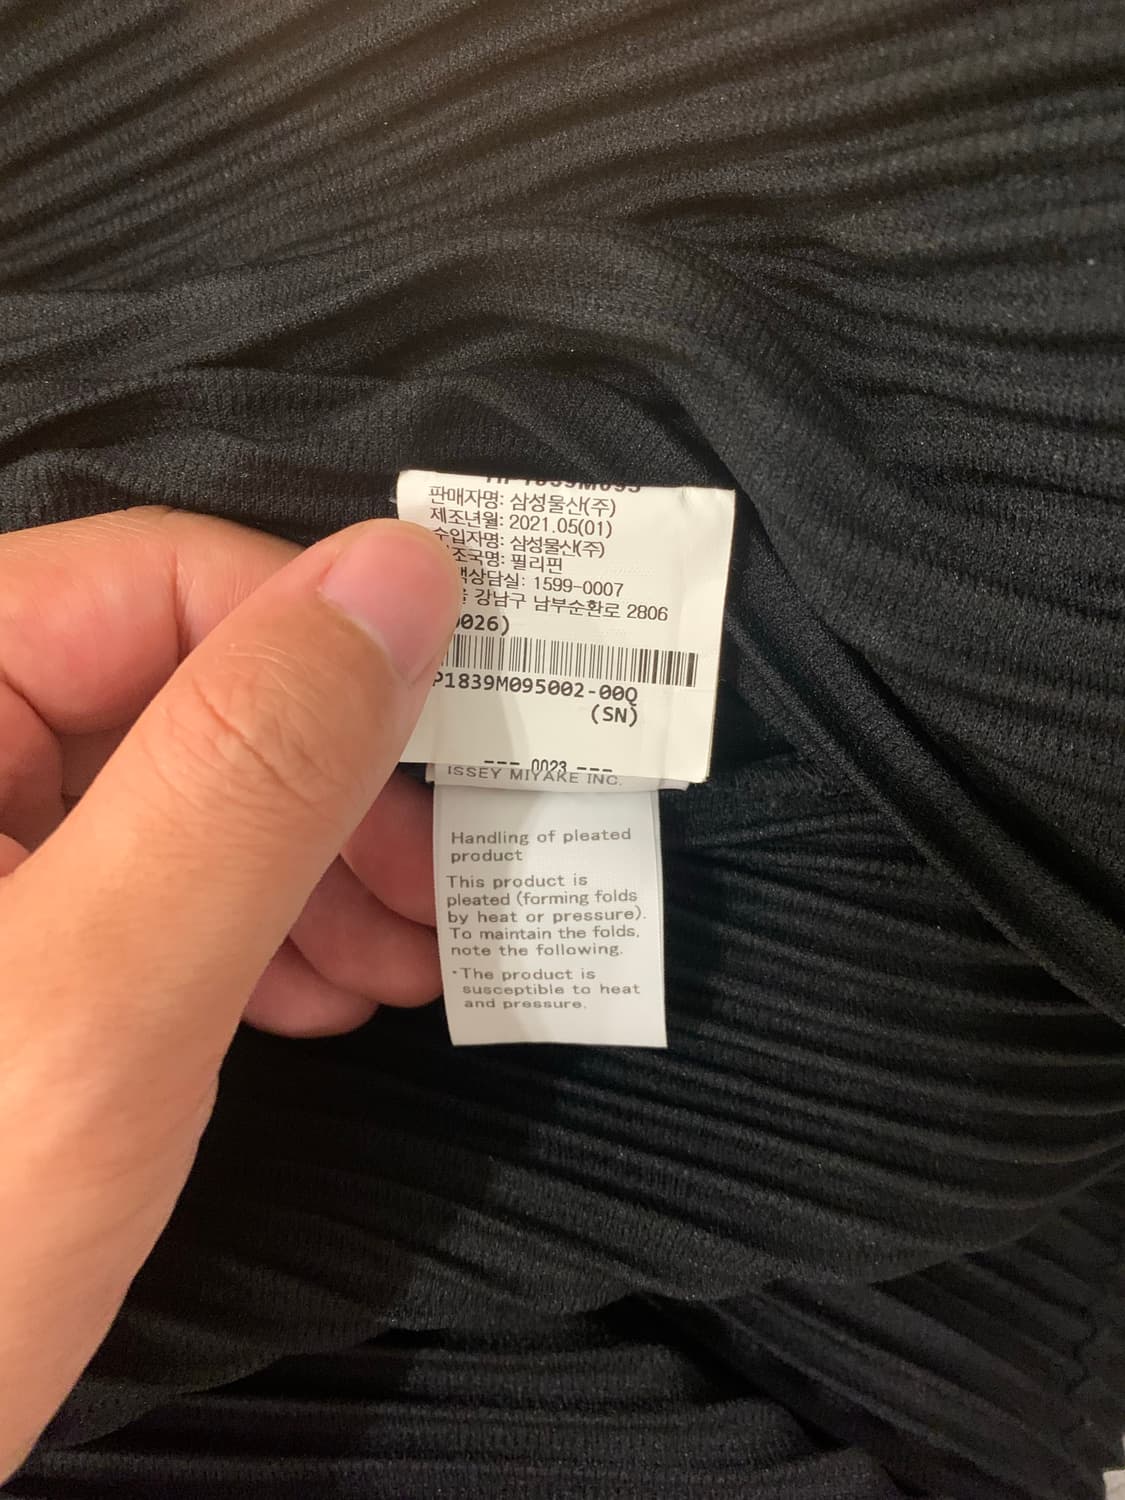 판매자명: 삼성물산(주)
제조년월: 2021.05(01)
수입자명: 삼성물산(주)
조국명: 필리핀
상담실: 1599-0007
강남구 남부순환로 2806
0026)
P1839M095002-00Q
(SN)
--- 0023 ---
ISSEY MIYAKE INC.
Handling of pleated
product
This product is
pleated (forming folds
by heat or pressure).
To maintain the folds,
note the following.
・The product is
susceptible to heat
and pressure.